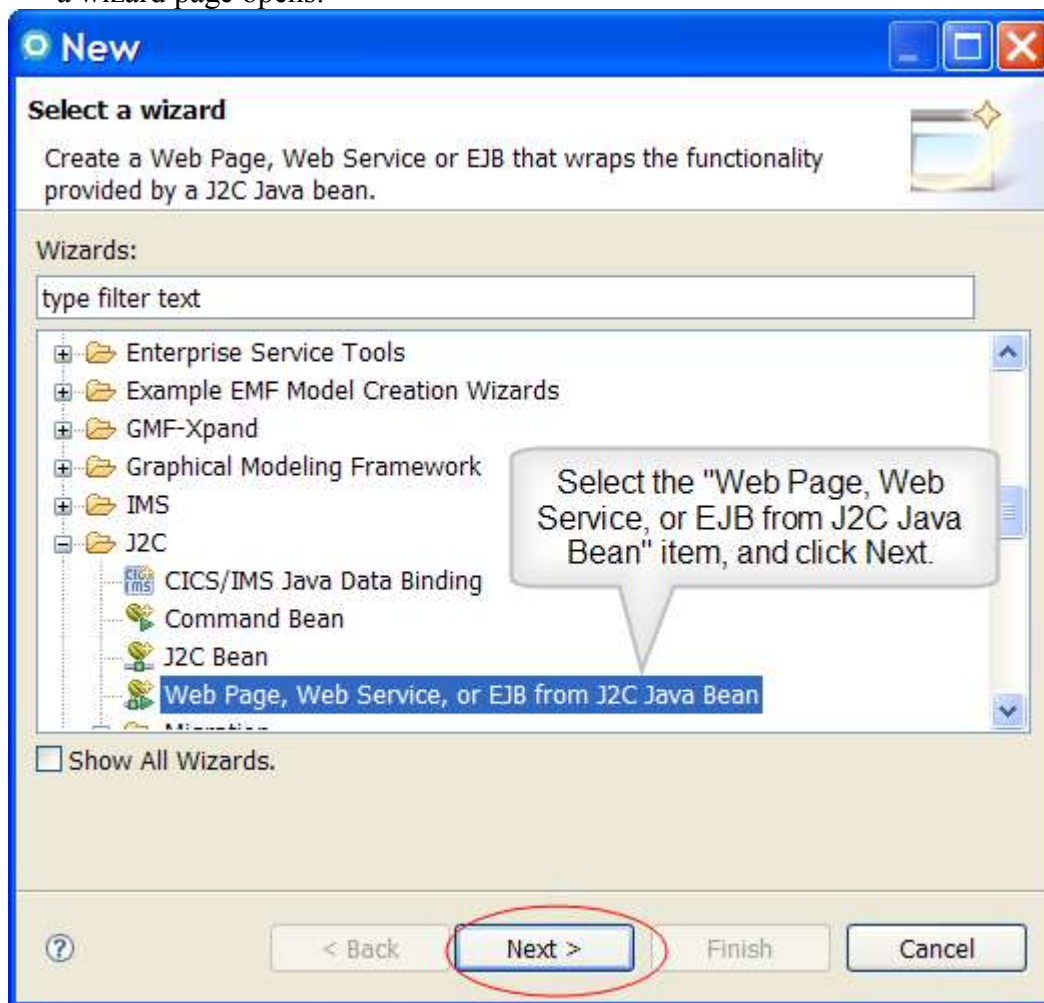 a wizard page opens.
New
Select a wizard
Create a Web Page, Web Service or EJB that wraps the functionality
provided by a J2C Java bean.
Wizards:
type filter text
Enterprise Service Tools
Example EMF Model Creation Wizards
GMF-Xpand
Graphical Modeling Framework
IMS
J2C
CICS/IMS Java Data Binding
Command Bean
J2C Bean
Web Page, Web Service, or EJB from J2C Java Bean
Migration
Select the "Web Page, Web
Service, or EJB from J2C Java
Bean" item, and click Next.
Show All Wizards.
< Back
Next >
Finish
Cancel